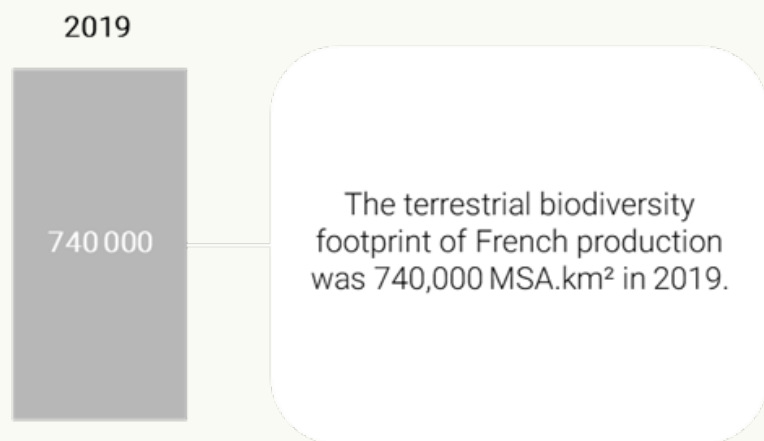 2019
740 000
The terrestrial biodiversity
footprint of French production
was 740,000 MSA.km² in 2019.